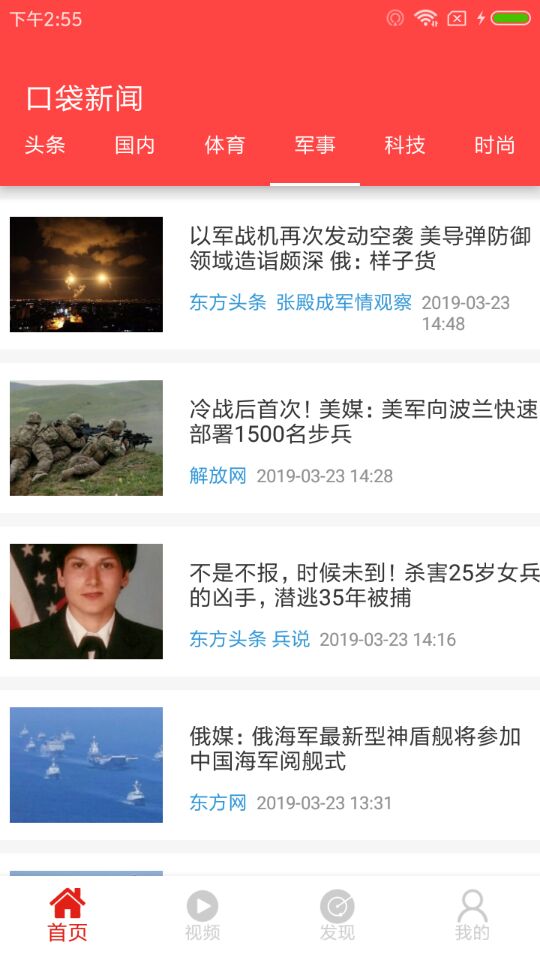 下午2:55
口袋新闻
头条 国内 体育 军事 科技 时尚
以军战机再次发动空袭 美导弹防御
领域造诣颇深 俄：样子货
东方头条 张殿成军情观察 2019-03-23
14:48
冷战后首次！美媒：美军向波兰快速
部署1500名步兵
解放网 2019-03-23 14:28
不是不报，时候未到！杀害25岁女兵
的凶手，潜逃35年被捕
东方头条 兵说 2019-03-23 14:16
俄媒：俄海军最新型神盾舰将参加
中国海军阅舰式
东方网 2019-03-23 13:31
首页 视频 发现 我的